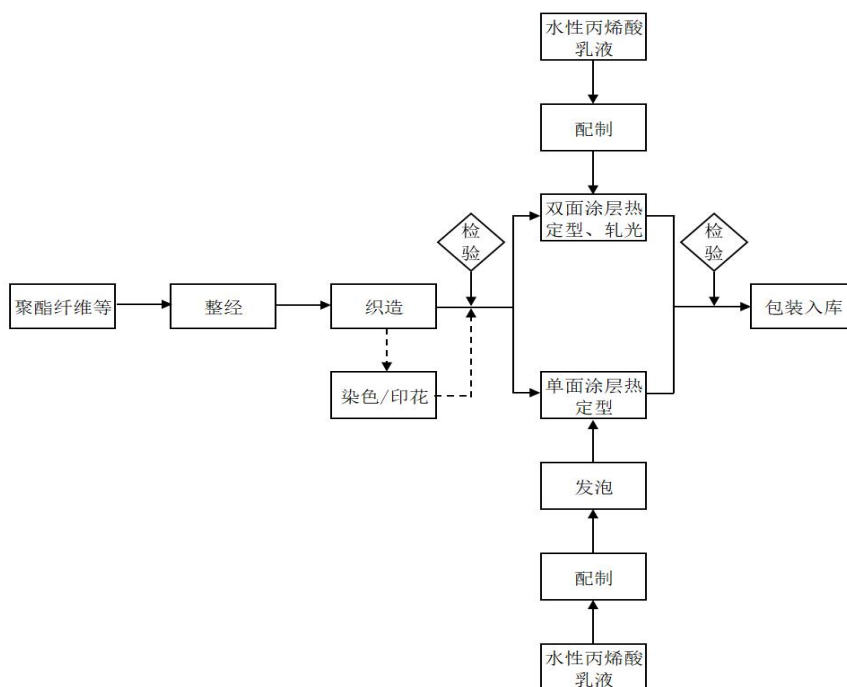 水性丙烯酸
乳液
配制
双面涂层热
定型、轧光
检
验
检
验
聚酯纤维等
整经
织造
包装入库
染色/印花
单面涂层热
定型
发泡
配制
水性丙烯酸
乳液